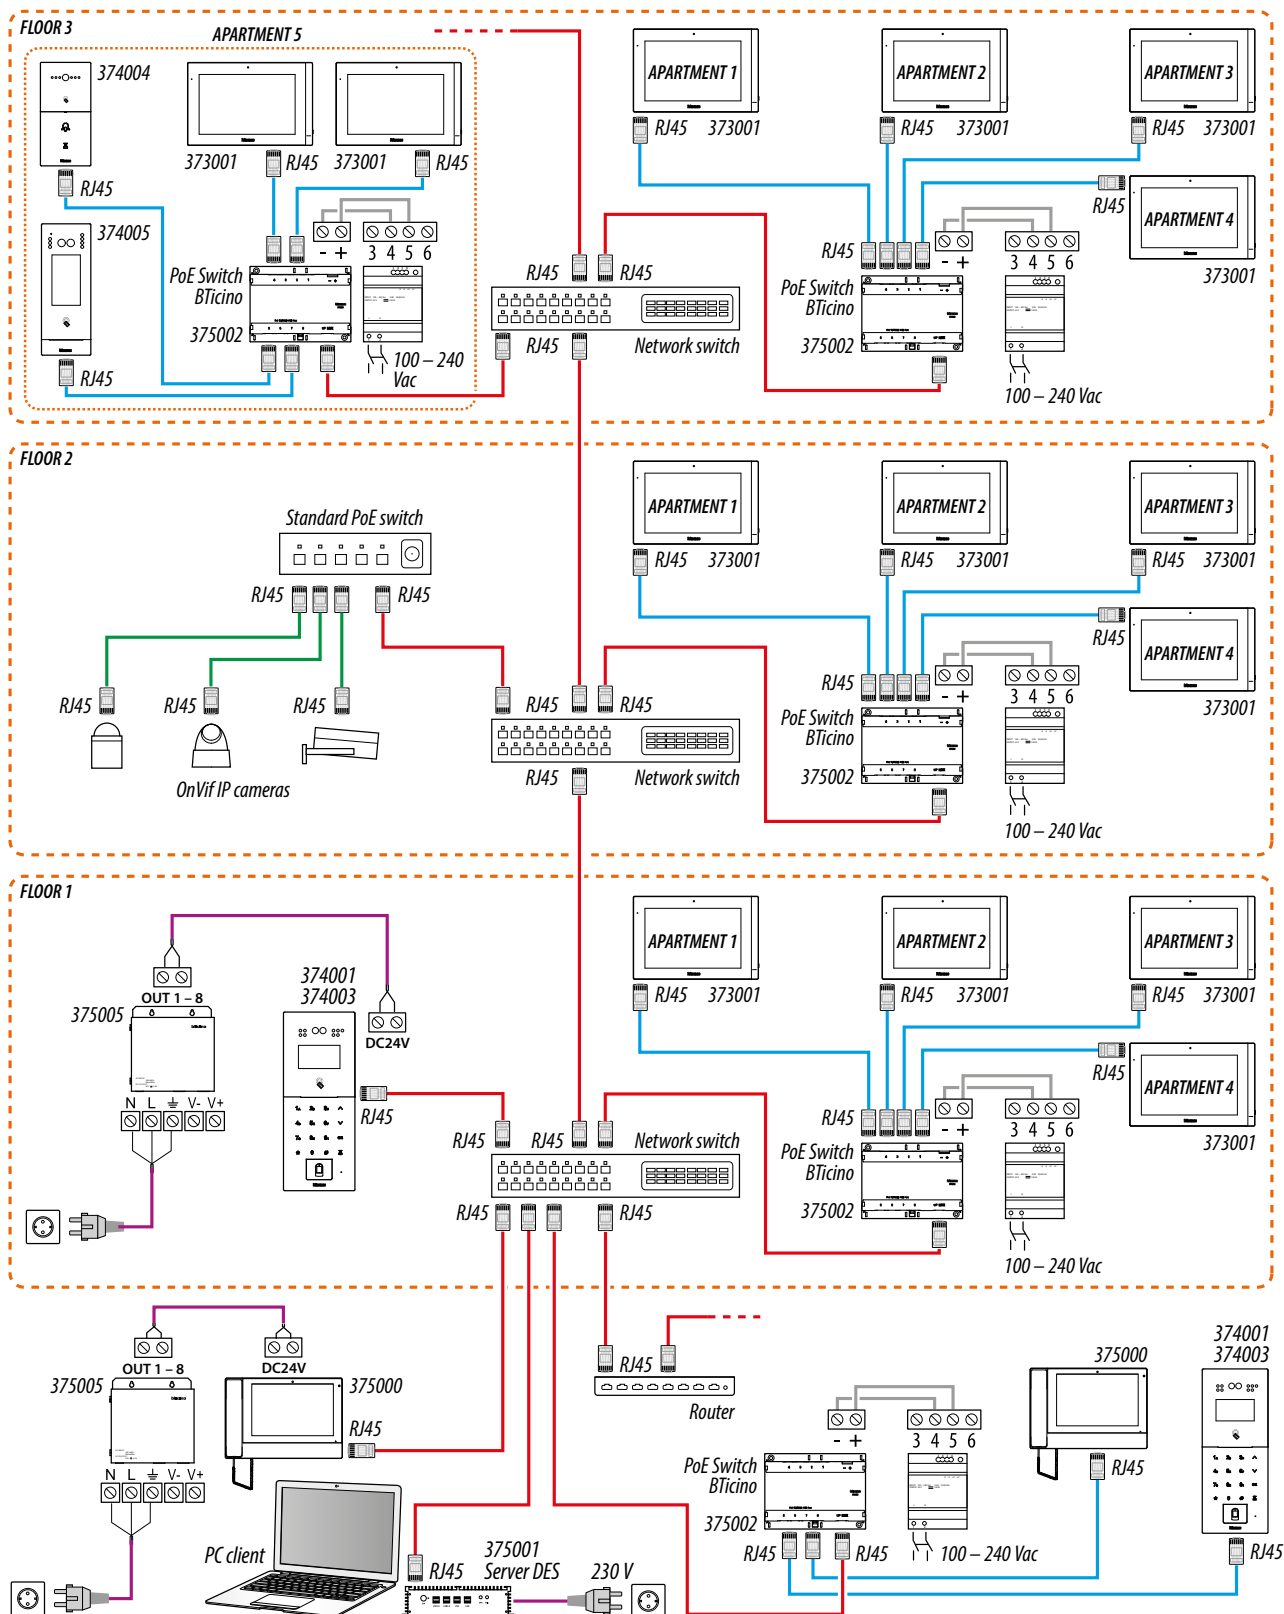 FLOOR 3
APARTMENT 5
374004
RJ45
374005
RJ45
373001
RJ45
373001
RJ45
- + 3 4 5 6
PoE Switch
BTicino
375002
100 – 240
Vac
RJ45
RJ45
RJ45
Network switch
APARTMENT 1
RJ45 373001
APARTMENT 2
RJ45 373001
APARTMENT 3
RJ45 373001
RJ45
APARTMENT 4
373001
RJ45
- + 3 4 5 6
PoE Switch
BTicino
375002
100 – 240 Vac
FLOOR 2
Standard PoE switch
RJ45
RJ45
RJ45
RJ45
RJ45
OnVif IP cameras
RJ45
RJ45
RJ45
Network switch
APARTMENT 1
RJ45 373001
APARTMENT 2
RJ45 373001
APARTMENT 3
RJ45 373001
RJ45
APARTMENT 4
373001
RJ45
- + 3 4 5 6
PoE Switch
BTicino
375002
100 – 240 Vac
FLOOR 1
OUT 1 – 8
375005
N L V- V+
374001
374003
DC24V
RJ45
RJ45
RJ45
Network switch
RJ45
RJ45
APARTMENT 1
RJ45 373001
APARTMENT 2
RJ45 373001
APARTMENT 3
RJ45 373001
RJ45
APARTMENT 4
373001
RJ45
- + 3 4 5 6
PoE Switch
BTicino
375002
100 – 240 Vac
OUT 1 – 8
375005
N L V- V+
DC24V
375000
RJ45
PC client
RJ45
375001
Server DES
230 V
RJ45
Router
- + 3 4 5 6
PoE Switch
BTicino
375002
RJ45
RJ45
100 – 240 Vac
375000
RJ45
374001
374003
RJ45